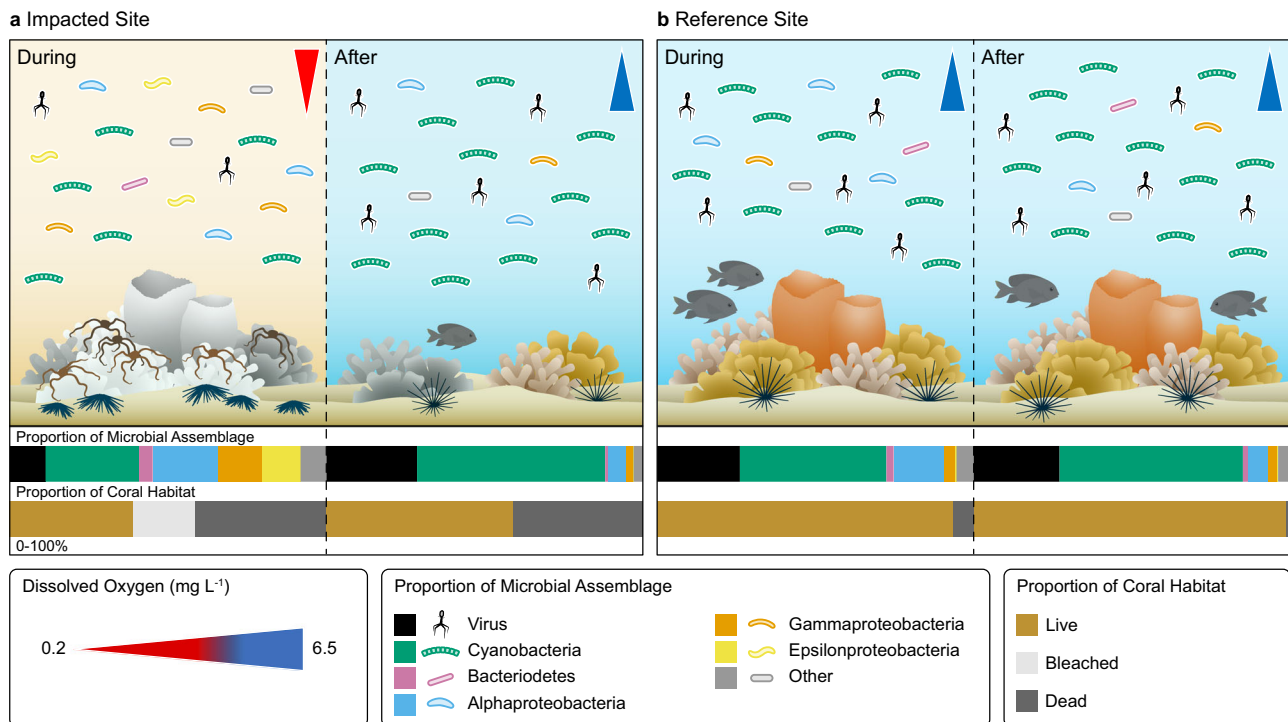 a Impacted Site
b Reference Site
During
After
During
After
Proportion of Microbial Assemblage
Proportion of Coral Habitat
0-100%
Dissolved Oxygen (mg L⁻¹)
0.2
6.5
Proportion of Microbial Assemblage
Virus
Cyanobacteria
Bacteriodetes
Alphaproteobacteria
Gammaproteobacteria
Epsilonproteobacteria
Other
Proportion of Coral Habitat
Live
Bleached
Dead